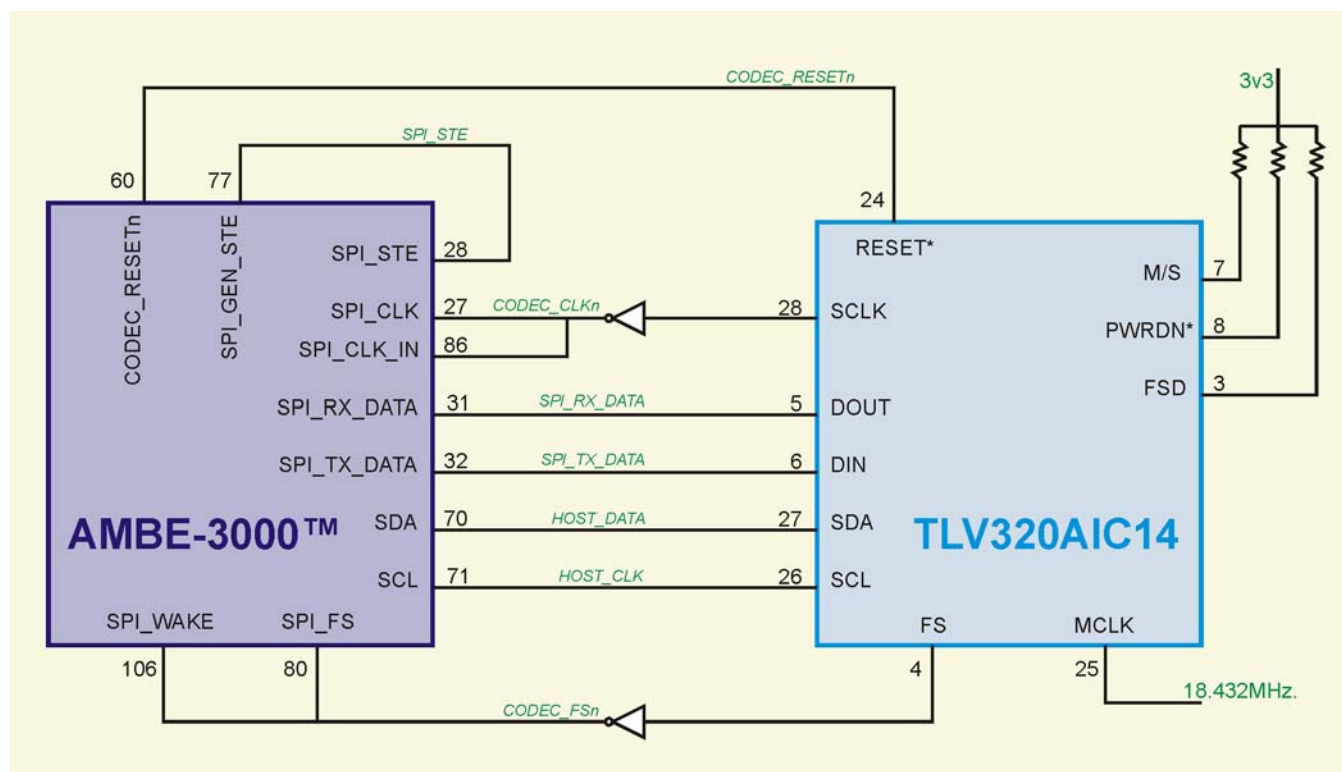 CODEC_RESETn
3v3
SPI_STE
60
77
24
CODEC_RESETn
SPI_GEN_STE
SPI_STE
28
RESET*
M/S
7
SPI_CLK
27
CODEC_CLKn
28
SCLK
SPI_CLK_IN
86
PWRDN*
8
FSD
3
SPI_RX_DATA
31
SPI_RX_DATA
5
DOUT
SPI_TX_DATA
32
SPI_TX_DATA
6
DIN
AMBE-3000™
SDA
70
HOST_DATA
27
SDA
TLV320AIC14
SCL
71
HOST_CLK
26
SCL
SPI_WAKE
SPI_FS
FS
MCLK
106
80
4
25
18.432MHz.
CODEC_FSn